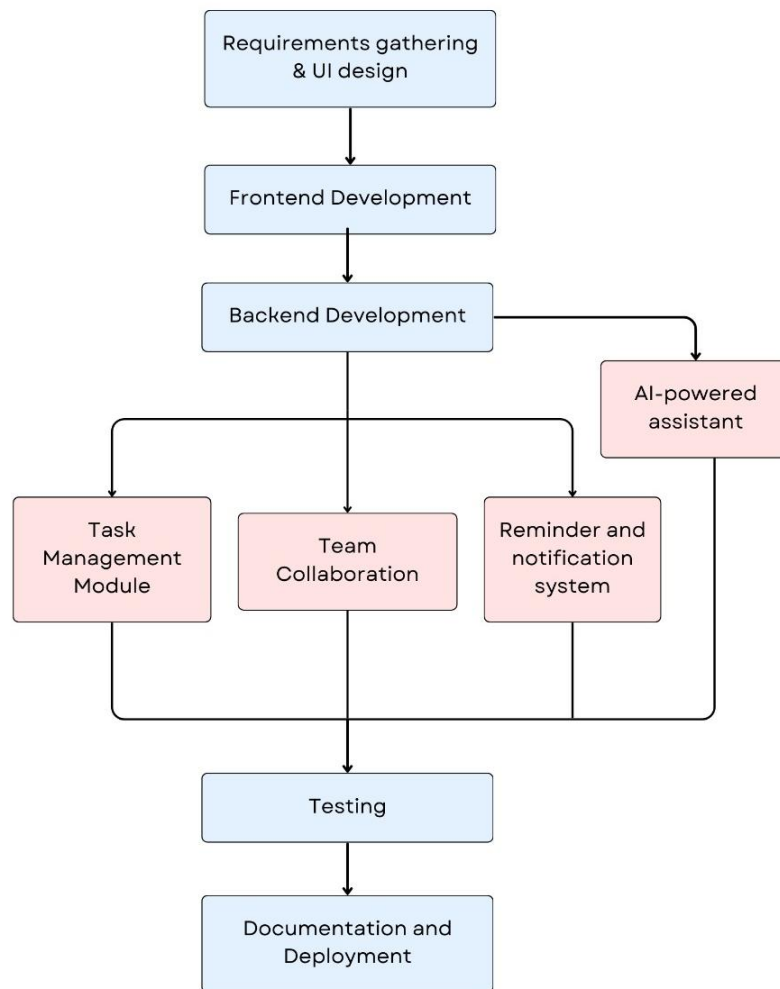 Requirements gathering
& UI design
Frontend Development
Backend Development
AI-powered
assistant
Task
Management
Module
Team
Collaboration
Reminder and
notification
system
Testing
Documentation and
Deployment